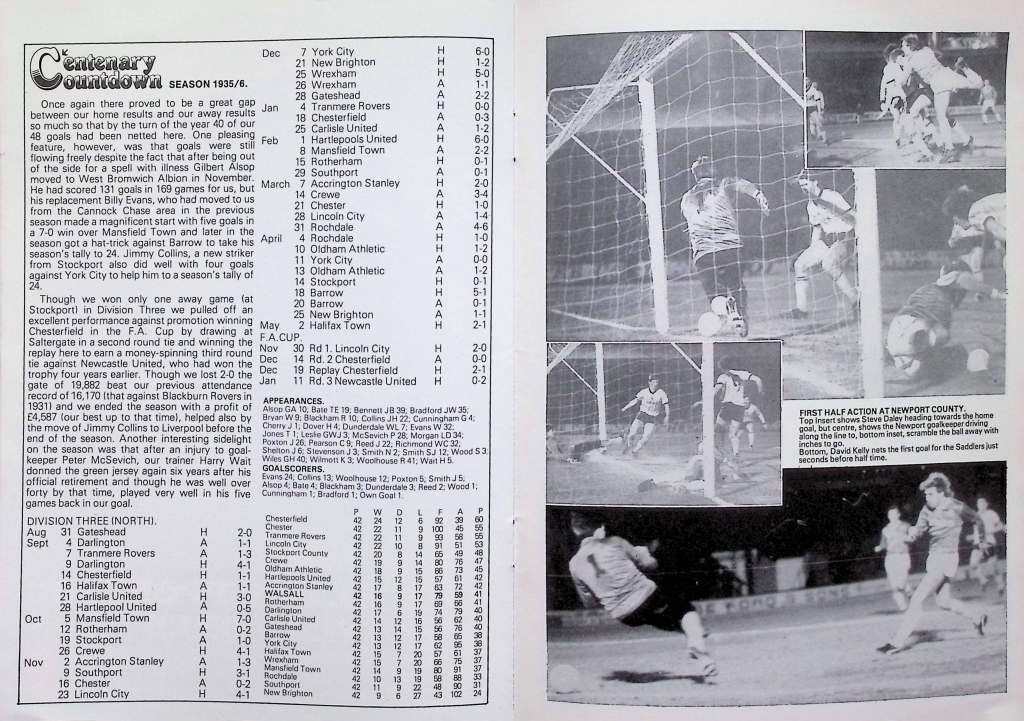 Centenary
Countdown SEASON 1935/6.
Once again there proved to be a great gap
between our home results and our away results
so much so that by the turn of the year 40 of our
48 goals had been netted here. One pleasing
feature, however, was that goals were still
flowing freely despite the fact that after being out
of the side for a spell with illness Gilbert Alsop
moved to West Bromwich Albion in November.
He had scored 131 goals in 169 games for us, but
his replacement Billy Evans, who had moved to us
from the Cannock Chase area in the previous
season made a magnificent start with five goals in
a 7-0 win over Mansfield Town and later in the
season got a hat-trick against Barrow to take his
season's tally to 24. Jimmy Collins, a new striker
from Stockport also did well with four goals
against York City to help him to a season's tally of
24.
Though we won only one away game (at
Stockport) in Division Three we pulled off an
excellent performance against promotion winning
Chesterfield in the F.A. Cup by drawing at
Saltergate in a second round tie and winning the
replay here to earn a money-spinning third round
tie against Newcastle United, who had won the
trophy four years earlier. Though we lost 2-0 the
gate of 19,882 beat our previous attendance
record of 16,170 (that against Blackburn Rovers in
1931) and we ended the season with a profit of
£4,587 (our best up to that time), helped also by
the move of Jimmy Collins to Liverpool before the
end of the season. Another interesting sidelight
on the season was that after an injury to goal-
keeper Peter McSevich, our trainer Harry Wait
donned the green jersey again six years after his
official retirement and though he was well over
forty by that time, played very well in his five
games back in our goal.
DIVISION THREE (NORTH).
Aug 31 Gateshead H 2-0
Sept 4 Darlington A 1-1
7 Tranmere Rovers A 1-3
9 Darlington H 4-1
14 Chesterfield H 1-1
16 Halifax Town A 1-1
21 Carlisle United H 3-0
28 Hartlepool United A 0-5
Oct 5 Mansfield Town H 7-0
12 Rotherham A 0-2
19 Stockport A 1-0
26 Crewe H 4-1
Nov 2 Accrington Stanley A 1-3
9 Southport H 3-1
16 Chester A 0-2
23 Lincoln City H 4-1
Dec 7 York City H 6-0
21 New Brighton H 1-2
25 Wrexham H 5-0
26 Wrexham A 1-1
28 Gateshead A 2-2
Jan 4 Tranmere Rovers H 0-0
18 Chesterfield A 0-3
25 Carlisle United A 1-2
Feb 1 Hartlepools United H 6-0
8 Mansfield Town A 2-2
15 Rotherham H 0-1
29 Southport A 0-1
March 7 Accrington Stanley H 2-0
14 Crewe A 3-4
21 Chester H 1-0
28 Lincoln City A 1-4
31 Rochdale A 4-6
April 4 Rochdale H 1-0
10 Oldham Athletic H 1-2
11 York City A 0-0
13 Oldham Athletic A 1-2
14 Stockport H 0-1
18 Barrow H 5-1
20 Barrow A 0-1
25 New Brighton A 1-1
May 2 Halifax Town H 2-1
F.A.CUP.
Nov 30 Rd 1. Lincoln City H 2-0
Dec 14 Rd. 2 Chesterfield A 0-0
Dec 19 Replay Chesterfield H 2-1
Jan 11 Rd. 3 Newcastle United H 0-2
APPEARANCES.
Alsop GA 10; Bate TE 19; Bennett JB 39; Bradford JW 35;
Bryan W 9; Blackham R 10; Collins JH 22; Cunningham G 4;
Cherry J 1; Dover H 4; Dunderdale WL 7; Evans W 32;
Jones T 1; Leslie GWJ 3; McSevich P 28; Morgan LD 34;
Poxton J 26; Pearson C 9; Reed J 22; Richmond WC 32;
Shelton J 6; Stevenson J 3; Smith N 2; Smith SJ 12; Wood S 3;
Wiles GH 40; Wilmott K 3; Woolhouse R 41; Wait H 5.
GOALSCORERS.
Evans 24; Collins 13; Woolhouse 12; Poxton 5; Smith J 5;
Alsop 4; Bate 4; Blackham 3; Dunderdale 3; Reed 2; Wood 1;
Cunningham 1; Bradford 1; Own Goal 1.
P W D L F A P
Chesterfield 42 24 12 6 92 39 60
Chester 42 22 11 9 100 45 55
Tranmere Rovers 42 22 11 9 93 58 55
Lincoln City 42 22 10 8 91 51 53
Stockport County 42 20 8 14 65 49 48
Crewe 42 19 9 14 80 76 47
Oldham Athletic 42 18 9 15 86 73 45
Hartlepools United 42 15 12 15 57 61 42
Accrington Stanley 42 17 8 17 63 72 42
WALSALL 42 16 9 17 79 59 41
Rotherham 42 16 9 17 69 66 41
Darlington 42 17 6 19 74 79 40
Carlisle United 42 14 12 16 56 62 40
Gateshead 42 13 14 15 56 76 40
Barrow 42 13 12 17 58 65 38
York City 42 13 12 17 62 95 38
Halifax Town 42 15 7 20 57 61 37
Wrexham 42 15 7 20 66 75 37
Mansfield Town 42 14 9 19 80 91 37
Rochdale 42 10 13 19 58 88 33
Southport 42 11 9 22 48 90 31
New Brighton 42 9 6 27 43 102 24
FIRST HALF ACTION AT NEWPORT COUNTY.
Top Insert shows Steve Daley heading towards the home
goal, but centre, shows the Newport goalkeeper driving
along the line to, bottom inset, scramble the ball away with
inches to go.
Bottom, David Kelly nets the first goal for the Saddlers just
seconds before half time.